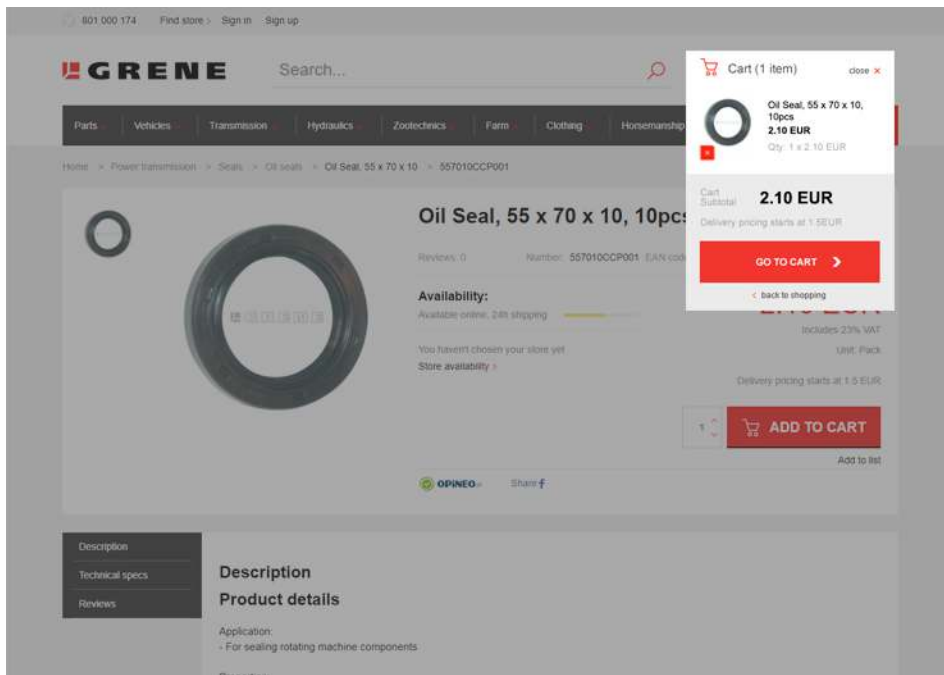 801 000 174 Find store > Sign in Sign up
GRENE
Search...
Cart (1 item) close ×
Oil Seal, 55 x 70 x 10,
10pcs
2.10 EUR
Qty: 1 x 2.10 EUR
Cart
Subtotal 2.10 EUR
Delivery pricing starts at 1.5EUR
GO TO CART
< back to shopping
Parts Vehicles Transmission Hydraulics Zootechnics Farm Clothing Horsemanship
Home > Power transmission > Seals > Oil seals > Oil Seal, 55 x 70 x 10 > 557010CCP001
Oil Seal, 55 x 70 x 10, 10pcs
Reviews: 0 Number: 557010CCP001 EAN code
Availability:
Available online, 24h shipping
Includes 23% VAT
You haven't chosen your store yet
Unit: Pack
Store availability >
Delivery pricing starts at 1.5 EUR
1 ADD TO CART
Add to list
OPINEO Share f
Description
Technical specs
Reviews
Description
Product details
Application:
- For sealing rotating machine components